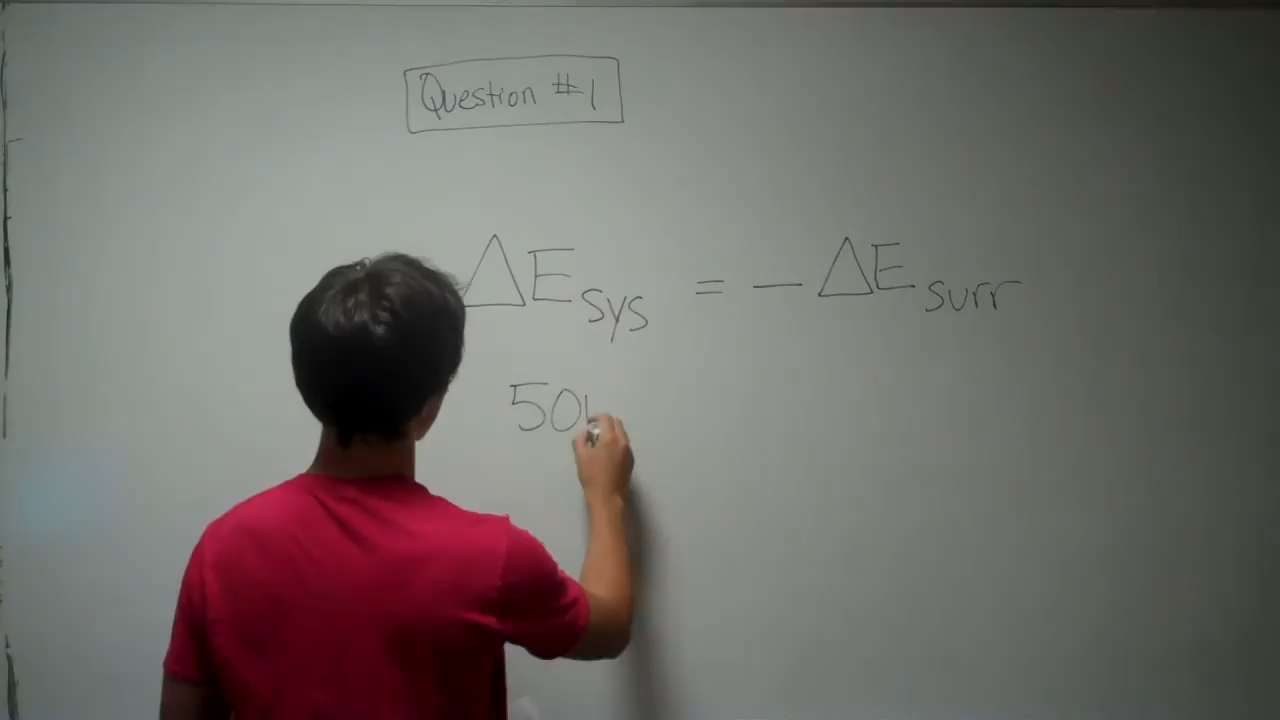 Question #1
ΔE sys = - ΔE surr
50